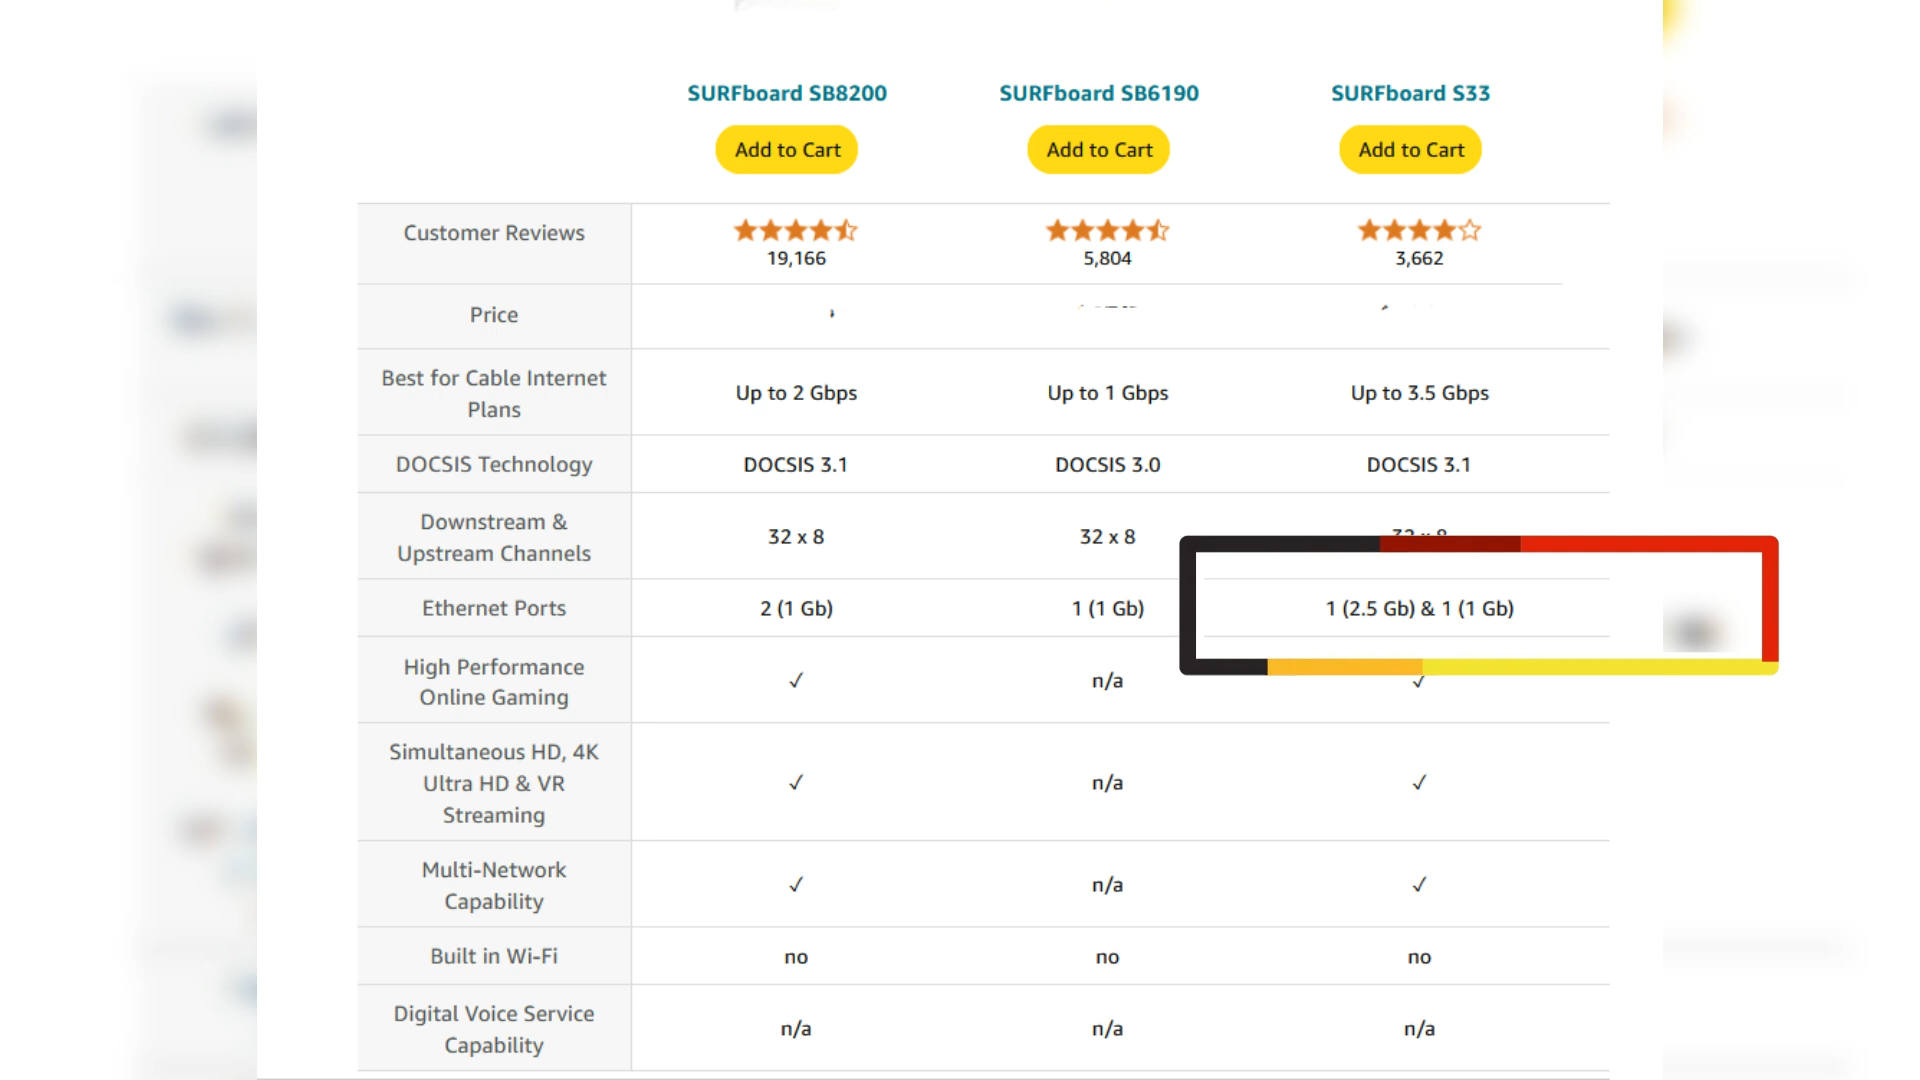 SURFboard SB8200 SURFboard SB6190 SURFboard S33
Add to Cart Add to Cart Add to Cart
Customer Reviews
19,166 5,804 3,662
Price
Best for Cable Internet
Plans
Up to 2 Gbps Up to 1 Gbps Up to 3.5 Gbps
DOCSIS Technology DOCSIS 3.1 DOCSIS 3.0 DOCSIS 3.1
Downstream &
Upstream Channels
32 x 8 32 x 8 32 x 8
Ethernet Ports 2 (1 Gb) 1 (1 Gb) 1 (2.5 Gb) & 1 (1 Gb)
High Performance
Online Gaming
✓ n/a ✓
Simultaneous HD, 4K
Ultra HD & VR
Streaming
✓ n/a ✓
Multi-Network
Capability
✓ n/a ✓
Built in Wi-Fi no no no
Digital Voice Service
Capability
n/a n/a n/a